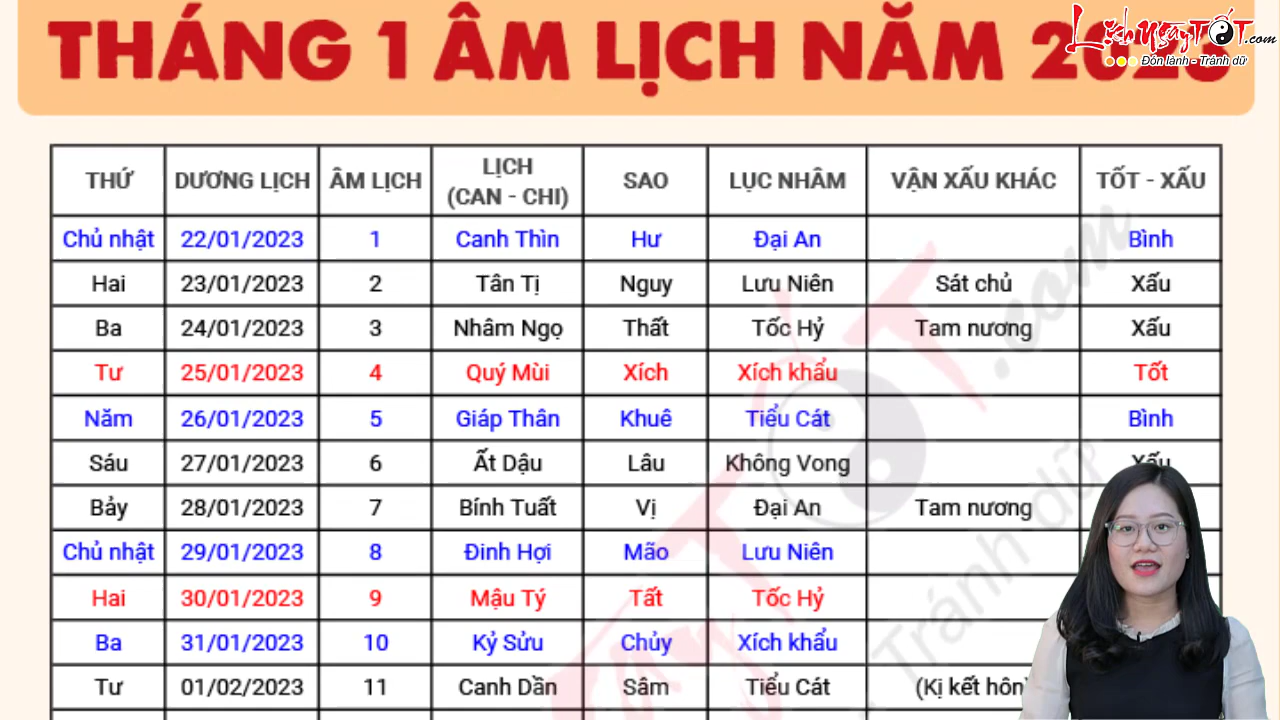 THÁNG 1 ÂM LỊCH NĂM 2023
LịchngàyTỐT.com
Đón lành - Tránh dữ
THỨ DƯƠNG LỊCH ÂM LỊCH LỊCH (CAN - CHI) SAO LỤC NHÂM VẬN XẤU KHÁC TỐT - XẤU
Chủ nhật 22/01/2023 1 Canh Thìn Hư Đại An Bình
Hai 23/01/2023 2 Tân Tị Nguy Lưu Niên Sát chủ Xấu
Ba 24/01/2023 3 Nhâm Ngọ Thất Tốc Hỷ Tam nương Xấu
Tư 25/01/2023 4 Quý Mùi Xích Xích khẩu Tốt
Năm 26/01/2023 5 Giáp Thân Khuê Tiểu Cát Bình
Sáu 27/01/2023 6 Ất Dậu Lâu Không Vong Xấu
Bảy 28/01/2023 7 Bính Tuất Vị Đại An Tam nương
Chủ nhật 29/01/2023 8 Đinh Hợi Mão Lưu Niên
Hai 30/01/2023 9 Mậu Tý Tất Tốc Hỷ
Ba 31/01/2023 10 Kỷ Sửu Chủy Xích khẩu
Tư 01/02/2023 11 Canh Dần Sâm Tiểu Cát (Kị kết hôn)